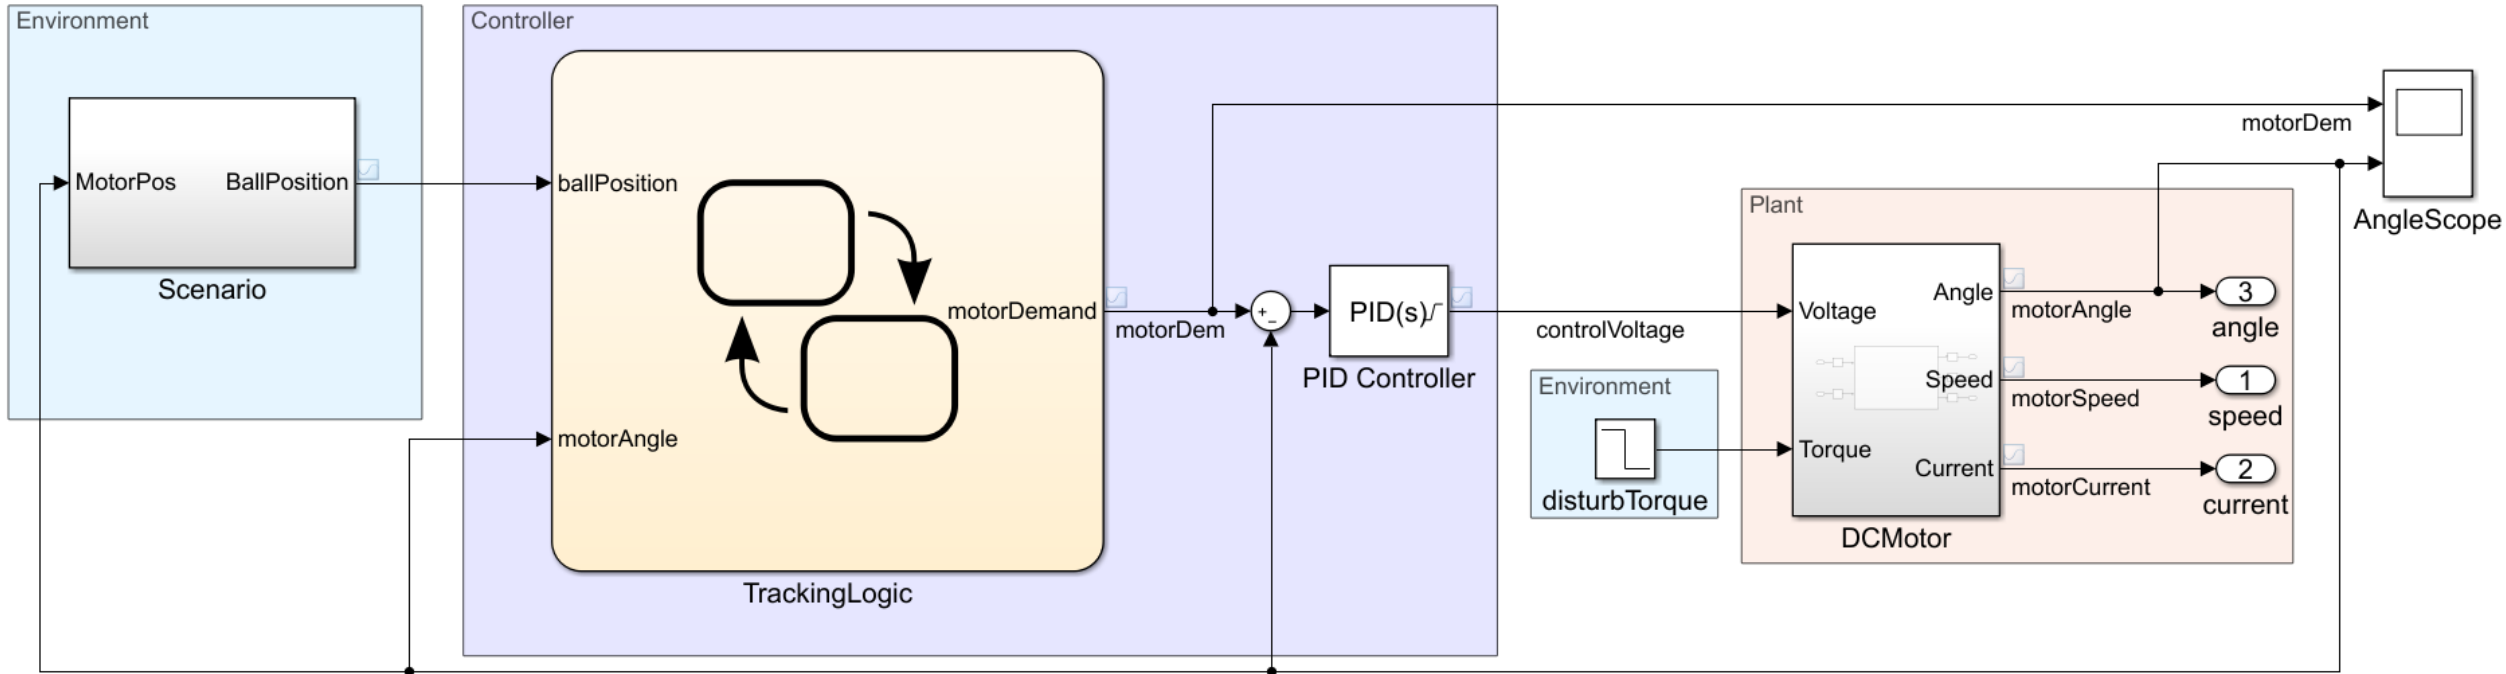 Environment
MotorPos
BallPosition
Scenario
Controller
ballPosition
motorAngle
motorDemand
TrackingLogic
motorDem
+
−
PID(s)
PID Controller
controlVoltage
Environment
disturbTorque
Plant
Voltage
Torque
Angle
Speed
Current
DCMotor
motorAngle
motorSpeed
motorCurrent
3
angle
1
speed
2
current
motorDem
AngleScope